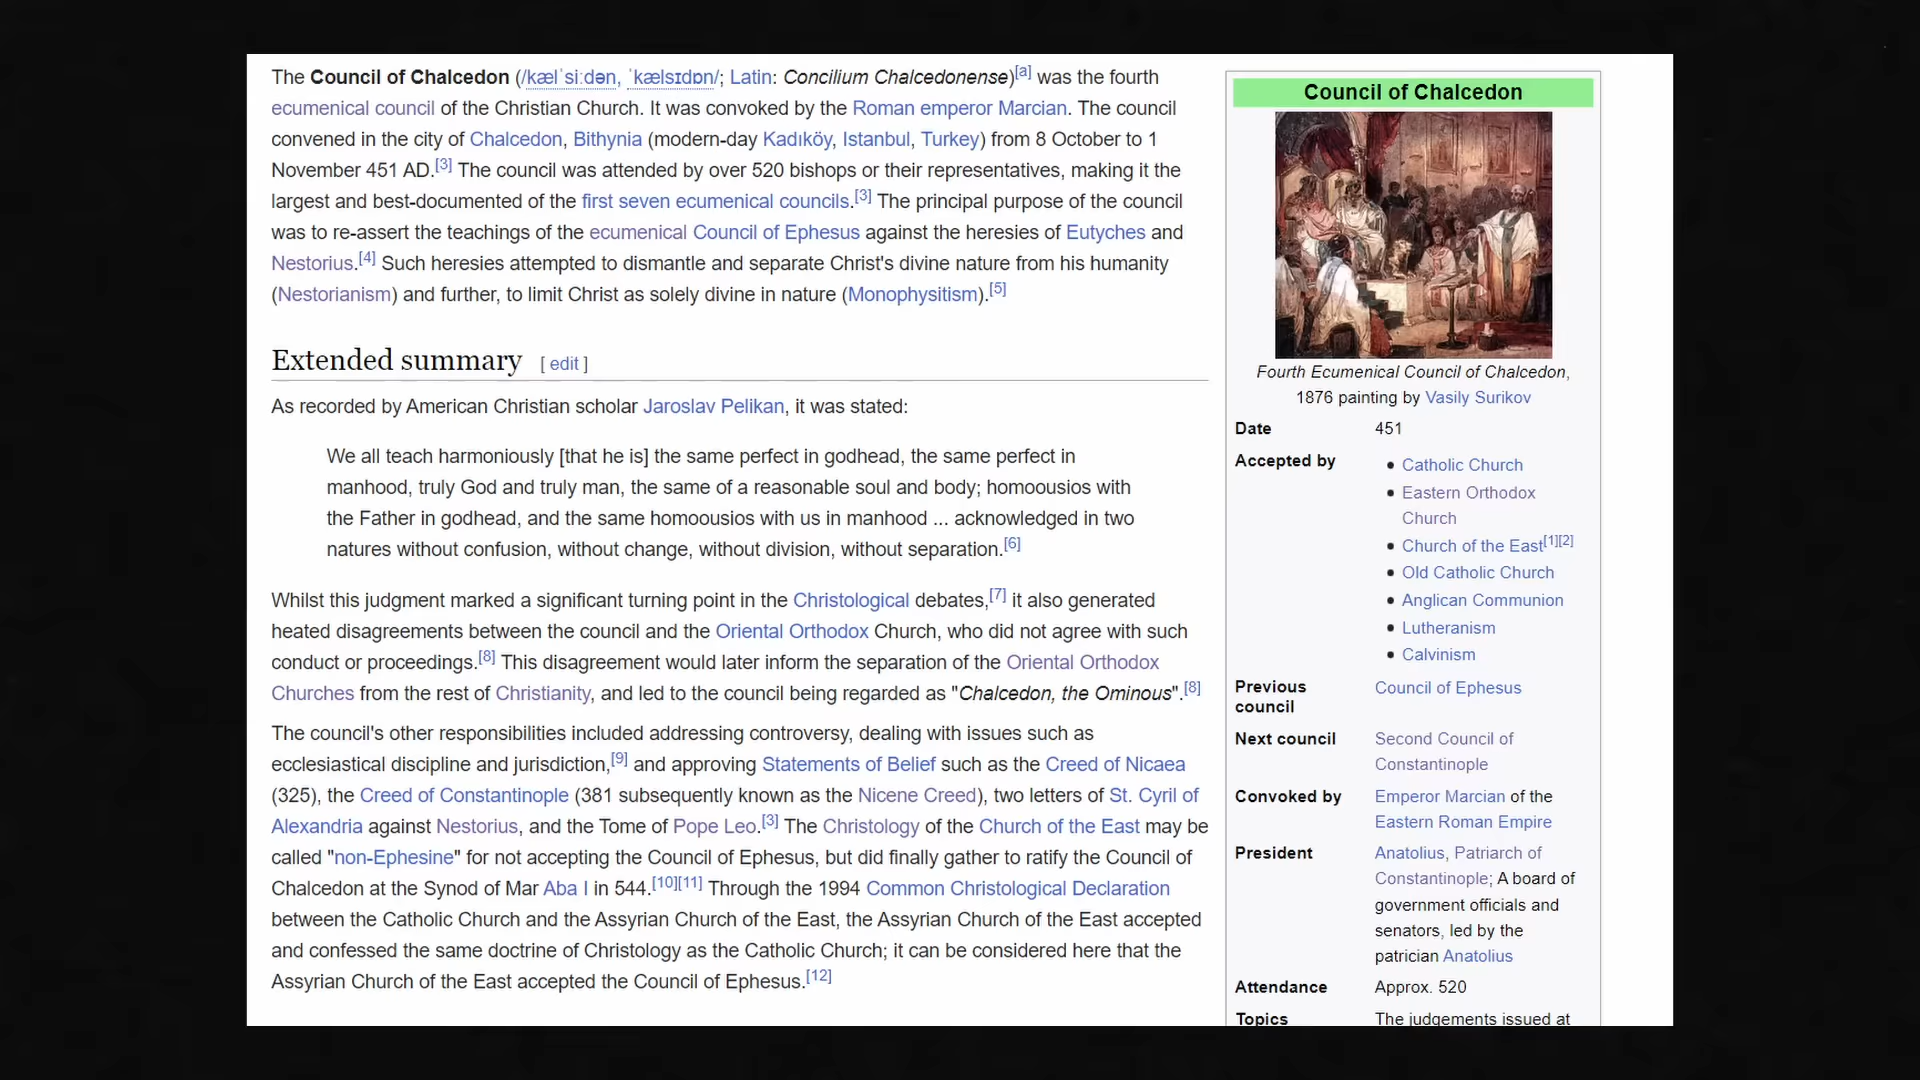 The Council of Chalcedon (/kælˈsiːdən, ˈkælsɪdɒn/; Latin: Concilium Chalcedonense)[a] was the fourth
ecumenical council of the Christian Church. It was convoked by the Roman emperor Marcian. The council
convened in the city of Chalcedon, Bithynia (modern-day Kadıköy, Istanbul, Turkey) from 8 October to 1
November 451 AD.[3] The council was attended by over 520 bishops or their representatives, making it the
largest and best-documented of the first seven ecumenical councils.[3] The principal purpose of the council
was to re-assert the teachings of the ecumenical Council of Ephesus against the heresies of Eutyches and
Nestorius.[4] Such heresies attempted to dismantle and separate Christ's divine nature from his humanity
(Nestorianism) and further, to limit Christ as solely divine in nature (Monophysitism).[5]
Extended summary [ edit ]
As recorded by American Christian scholar Jaroslav Pelikan, it was stated:
We all teach harmoniously [that he is] the same perfect in godhead, the same perfect in
manhood, truly God and truly man, the same of a reasonable soul and body; homoousios with
the Father in godhead, and the same homoousios with us in manhood ... acknowledged in two
natures without confusion, without change, without division, without separation.[6]
Whilst this judgment marked a significant turning point in the Christological debates,[7] it also generated
heated disagreements between the council and the Oriental Orthodox Church, who did not agree with such
conduct or proceedings.[8] This disagreement would later inform the separation of the Oriental Orthodox
Churches from the rest of Christianity, and led to the council being regarded as "Chalcedon, the Ominous".[8]
The council's other responsibilities included addressing controversy, dealing with issues such as
ecclesiastical discipline and jurisdiction,[9] and approving Statements of Belief such as the Creed of Nicaea
(325), the Creed of Constantinople (381 subsequently known as the Nicene Creed), two letters of St. Cyril of
Alexandria against Nestorius, and the Tome of Pope Leo.[3] The Christology of the Church of the East may be
called "non-Ephesine" for not accepting the Council of Ephesus, but did finally gather to ratify the Council of
Chalcedon at the Synod of Mar Aba I in 544.[10][11] Through the 1994 Common Christological Declaration
between the Catholic Church and the Assyrian Church of the East, the Assyrian Church of the East accepted
and confessed the same doctrine of Christology as the Catholic Church; it can be considered here that the
Assyrian Church of the East accepted the Council of Ephesus.[12]
Council of Chalcedon
Fourth Ecumenical Council of Chalcedon,
1876 painting by Vasily Surikov
Date 451
Accepted by
• Catholic Church
• Eastern Orthodox
Church
• Church of the East[1][2]
• Old Catholic Church
• Anglican Communion
• Lutheranism
• Calvinism
Previous council Council of Ephesus
Next council Second Council of
Constantinople
Convoked by Emperor Marcian of the
Eastern Roman Empire
President Anatolius, Patriarch of
Constantinople; A board of
government officials and
senators, led by the
patrician Anatolius
Attendance Approx. 520
Topics The judgements issued at